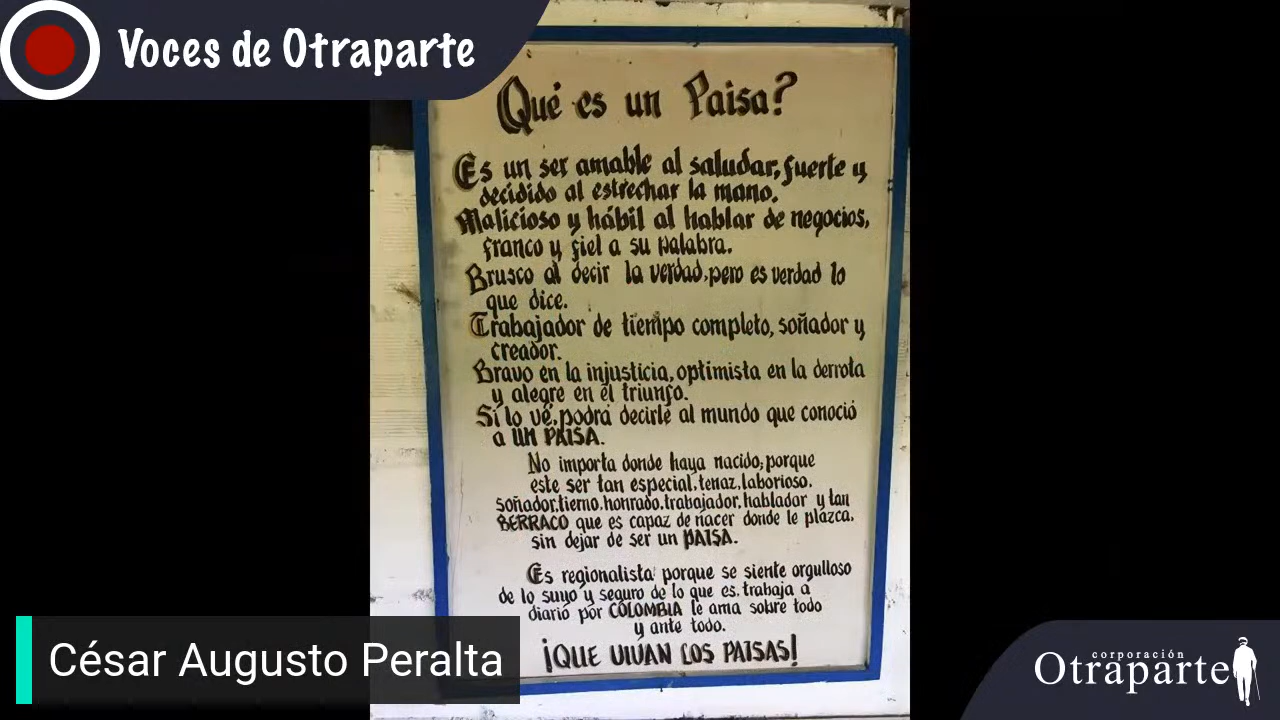 Voces de Otraparte
Qué es un Paisa?
Es un ser amable al saludar, fuerte y
decidido al estrechar la mano.
Malicioso y hábil al hablar de negocios,
franco y fiel a su palabra.
Brusco al decir la verdad, pero es verdad lo
que dice.
Trabajador de tiempo completo, soñador y
creador.
Bravo en la injusticia, optimista en la derrota
y alegre en el triunfo.
Si lo vé, podrá decirle al mundo que conoció
a UN PAISA.
No importa donde haya nacido, porque
este ser tan especial, tenaz, laborioso,
soñador, tierno, honrado, trabajador, hablador y tan
BERRACO que es capaz de nacer donde le plazca,
sin dejar de ser un PAISA.
Es regionalista porque se siente orgulloso
de lo suyo y seguro de lo que es, trabaja a
diario por COLOMBIA le ama sobre todo
y ante todo.
¡QUE VIVAN LOS PAISAS!
César Augusto Peralta
corporación
Otraparte